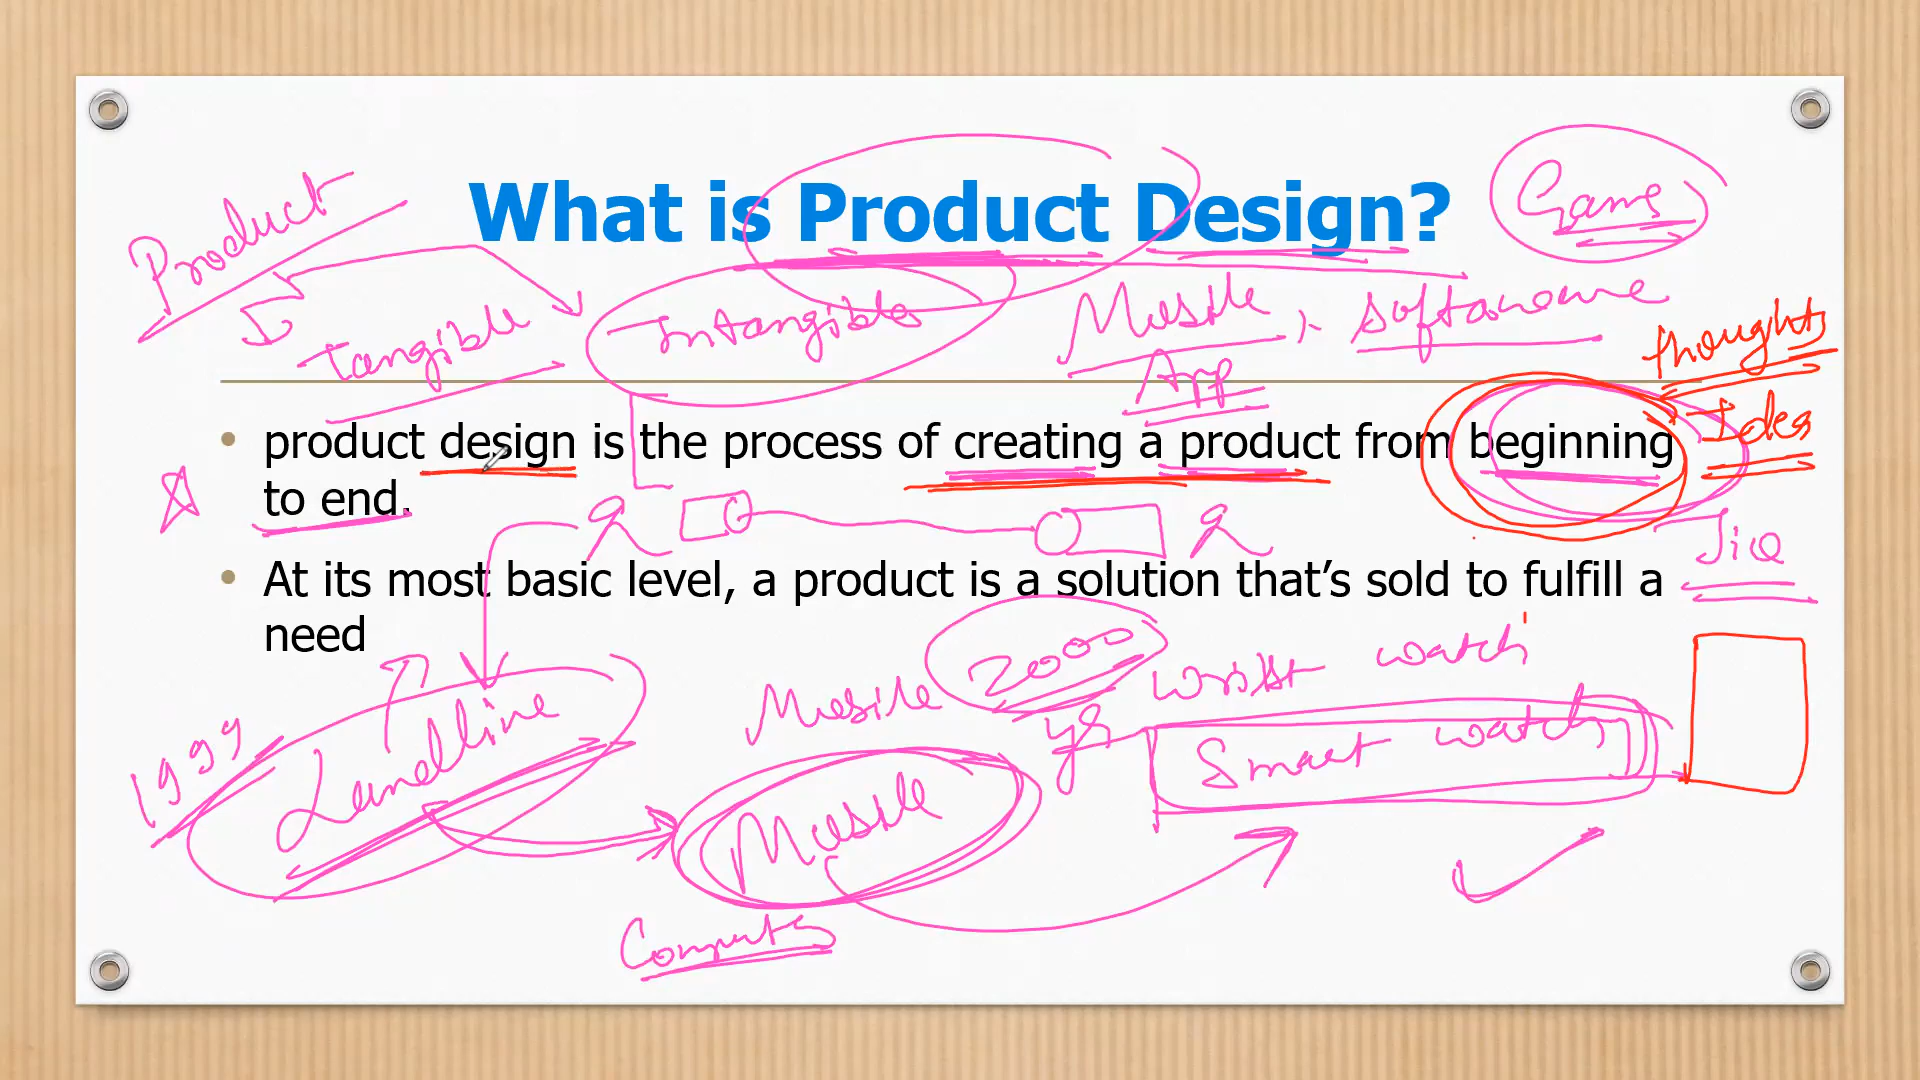 What is Product Design?
Game
Product
Tangible
Intangible
Mobile, Software
App
thoughts
Idea
• product design is the process of creating a product from beginning
to end.
Jio
• At its most basic level, a product is a solution that’s sold to fulfill a
need
1999
Landline
Mobile
2000
yr
wrist watch
Smart watch
Mobile